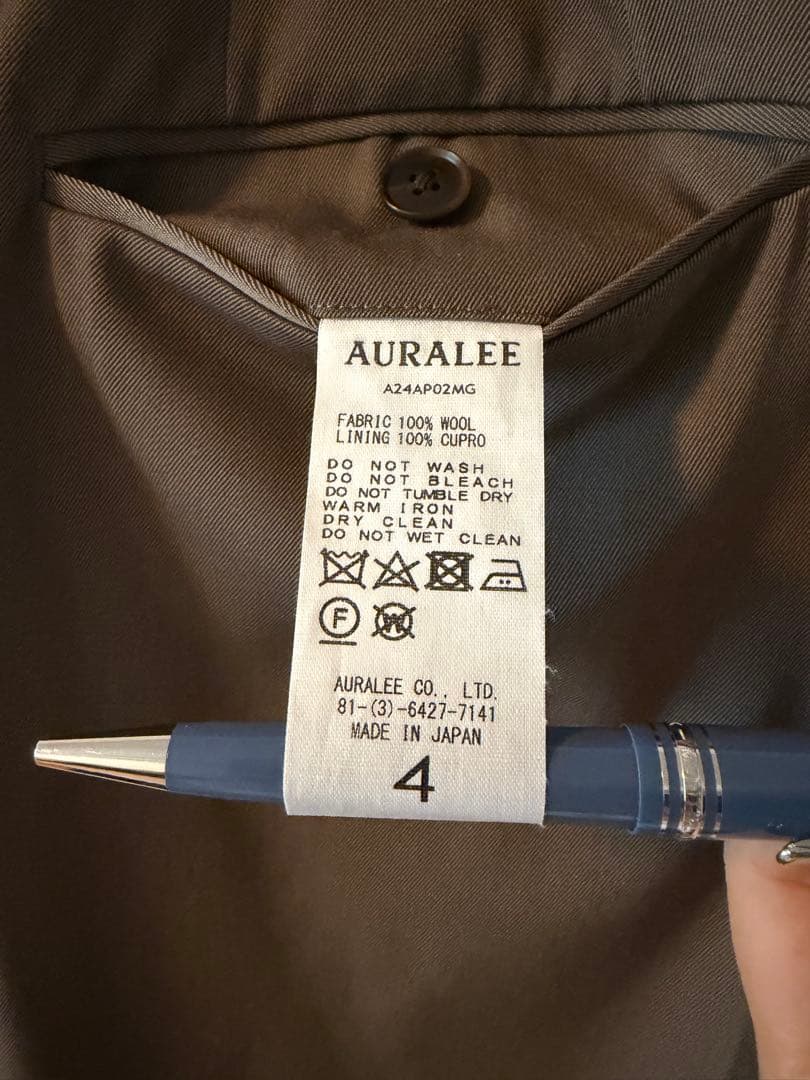 AURALEE
A24AP02MG
FABRIC 100% WOOL
LINING 100% CUPRO
DO NOT WASH
DO NOT BLEACH
DO NOT TUMBLE DRY
WARM IRON
DRY CLEAN
DO NOT WET CLEAN
F W
AURALEE CO., LTD.
81-(3)-6427-7141
MADE IN JAPAN
4